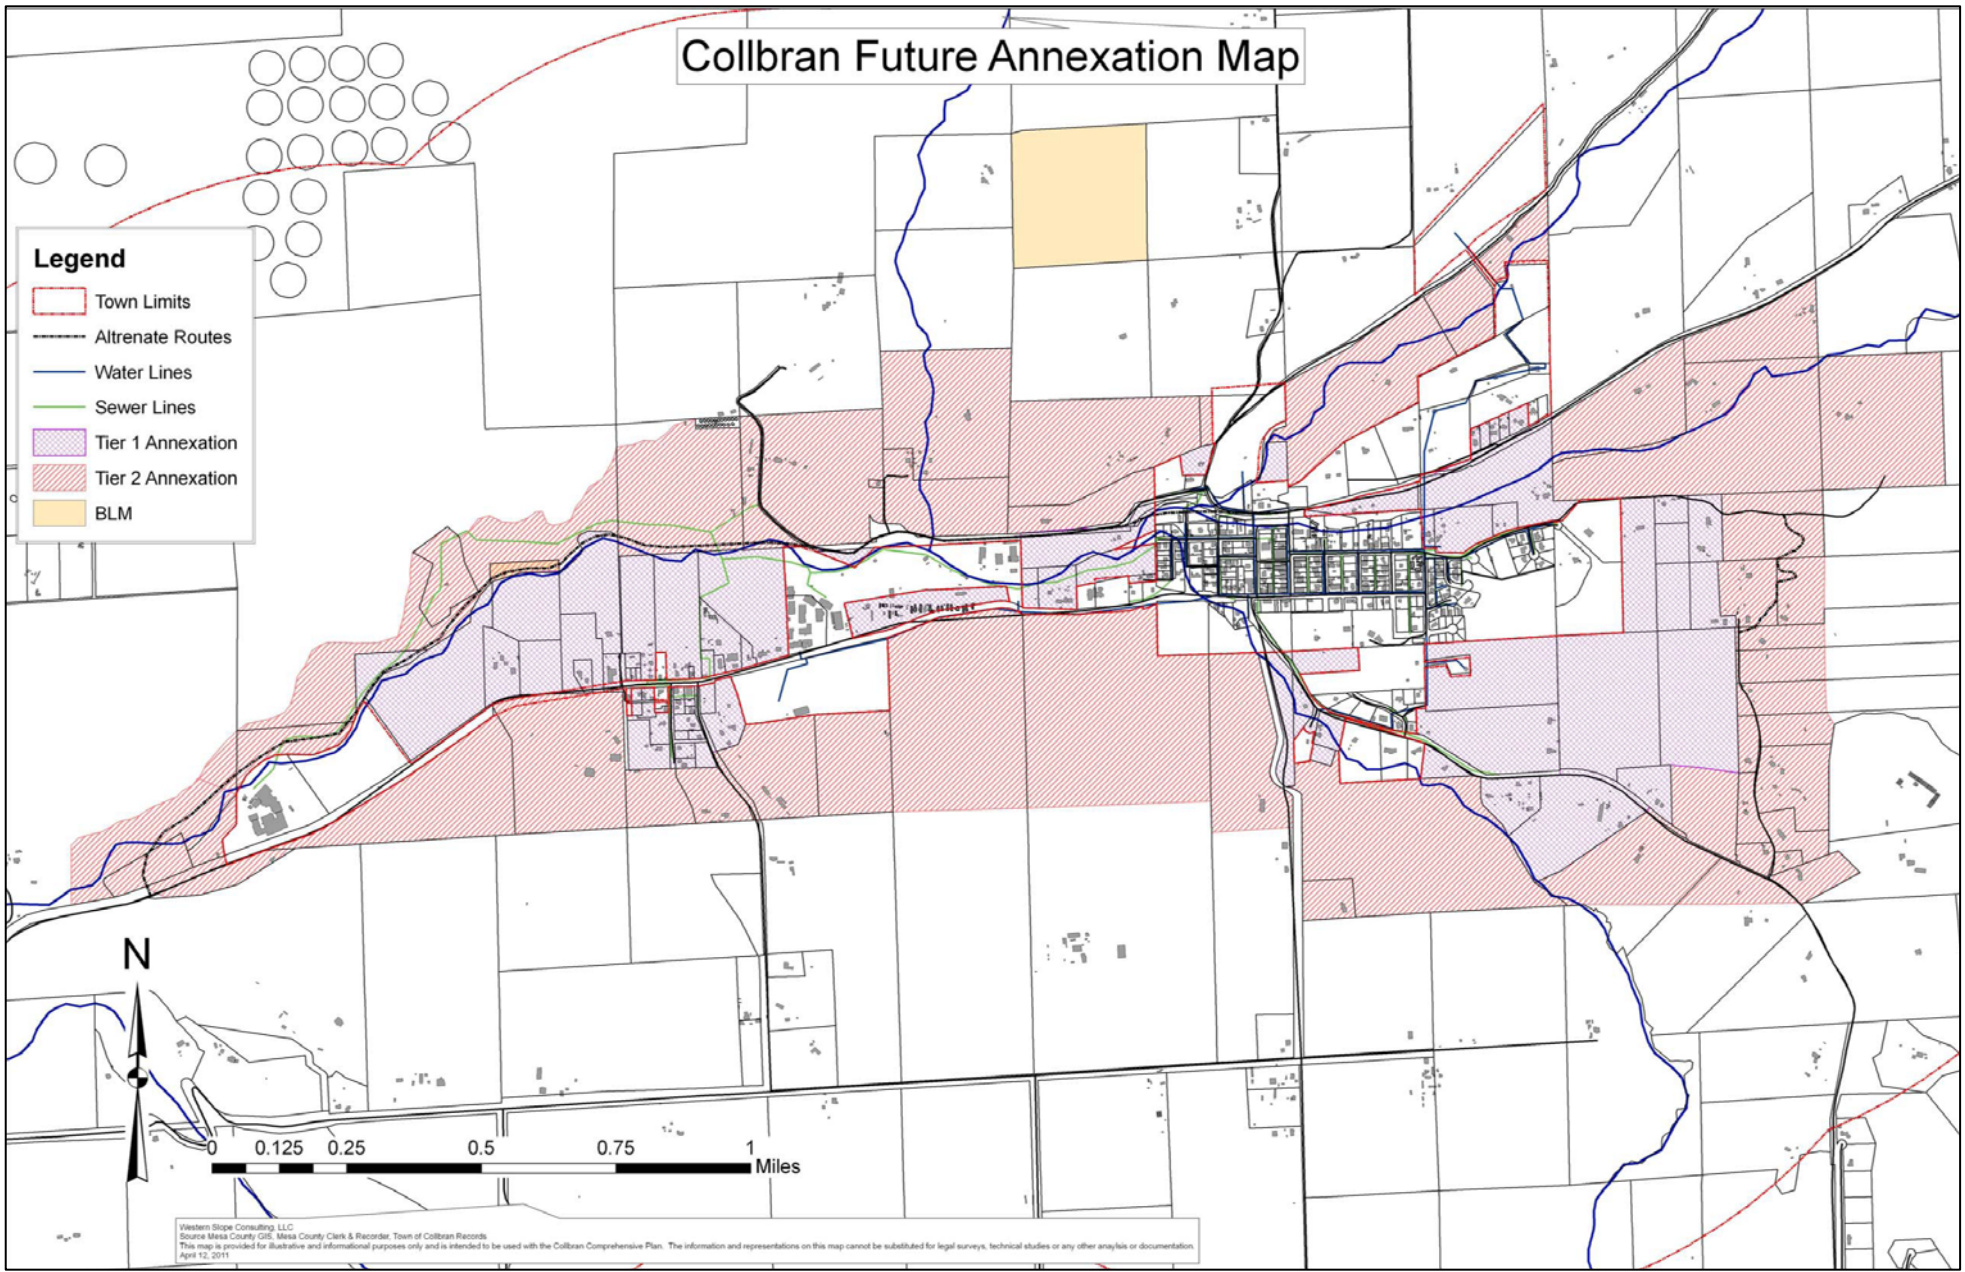 Collbran Future Annexation Map
Legend
Town Limits
Altrenate Routes
Water Lines
Sewer Lines
Tier 1 Annexation
Tier 2 Annexation
BLM
N
0 0.125 0.25 0.5 0.75 1
Miles
Western Slope Consulting, LLC
Source Mesa County GIS, Mesa County Clerk & Recorder, Town of Collbran Records
This map is provided for illustrative and informational purposes only and is intended to be used with the Collbran Comprehensive Plan. The information and representations on this map cannot be substituted for legal surveys, technical studies or any other anaylsis or documentation.
April 12, 2011